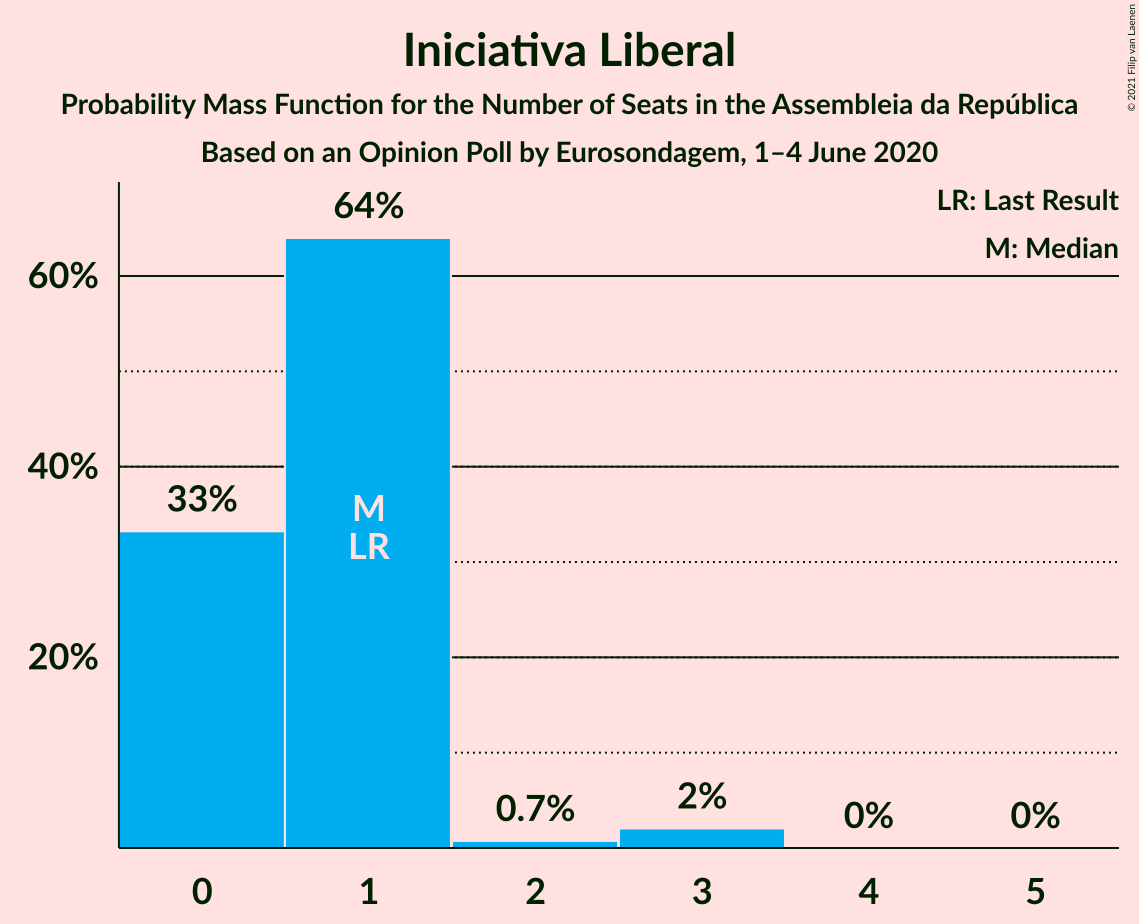 Iniciativa Liberal
Probability Mass Function for the Number of Seats in the Assembleia da República
Based on an Opinion Poll by Eurosondagem, 1–4 June 2020
© 2021 Filip van Laenen
LR: Last Result
M: Median
64%
60%
40%
33%
M
LR
20%
0.7%
2%
0%
0%
0
1
2
3
4
5